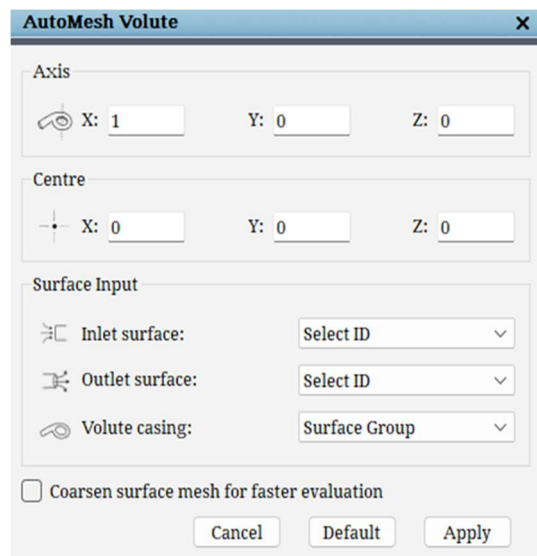 AutoMesh Volute
Axis
X: 1 Y: 0 Z: 0
Centre
X: 0 Y: 0 Z: 0
Surface Input
Inlet surface: Select ID
Outlet surface: Select ID
Volute casing: Surface Group
Coarsen surface mesh for faster evaluation
Cancel Default Apply